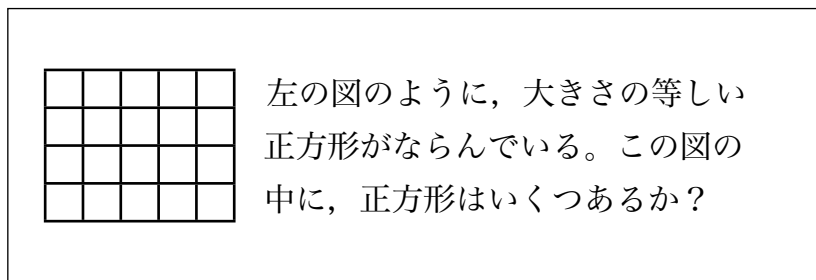 左の図のように，大きさの等しい
正方形がならんでいる。この図の
中に，正方形はいくつあるか？